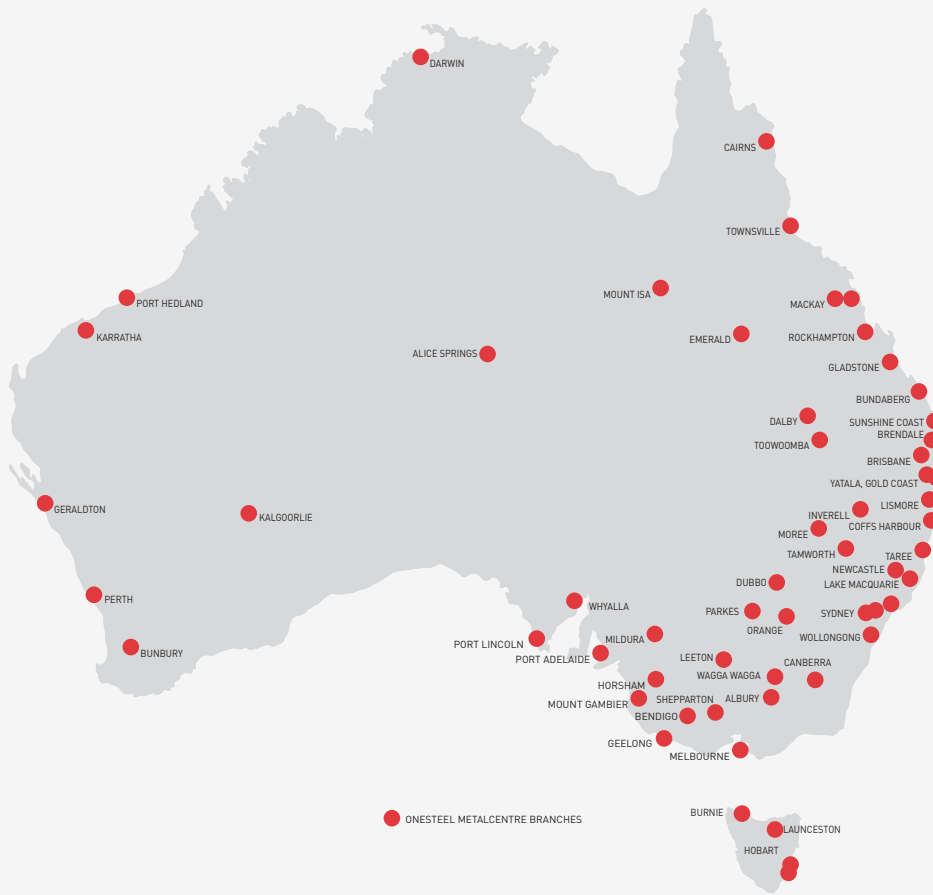 DARWIN
CAIRNS
TOWNSVILLE
MOUNT ISA
PORT HEDLAND
MACKAY
KARRATHA
EMERALD
ROCKHAMPTON
ALICE SPRINGS
GLADSTONE
BUNDABERG
DALBY
SUNSHINE COAST
BRENDALE
TOOWOOMBA
BRISBANE
YATALA, GOLD COAST
LISMORE
GERALDTON
INVERELL
KALGOORLIE
COFFS HARBOUR
MOREE
TAMWORTH
TAREE
NEWCASTLE
DUBBO
LAKE MACQUARIE
PERTH
WHYALLA
PARKES
SYDNEY
ORANGE
WOLLONGONG
MILDURA
PORT LINCOLN
BUNBURY
PORT ADELAIDE
LEETON
CANBERRA
WAGGA WAGGA
HORSHAM
SHEPPARTON
ALBURY
MOUNT GAMBIER
BENDIGO
GEELONG
MELBOURNE
BURNIE
ONESTEEL METALCENTRE BRANCHES
LAUNCESTON
HOBART